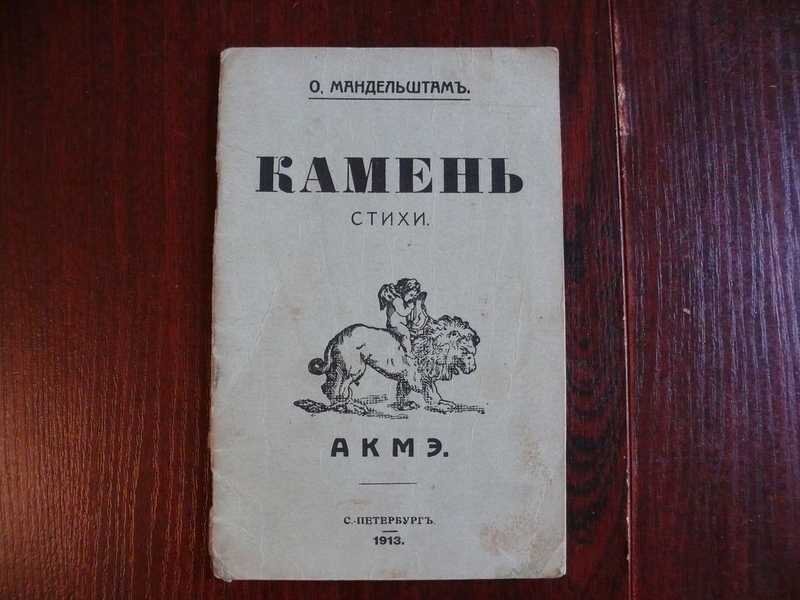 О. МАНДЕЛЬШТАМЪ.
КАМЕНЬ
СТИХИ.
АКМЭ.
С.-ПЕТЕРБУРГЪ.
1913.